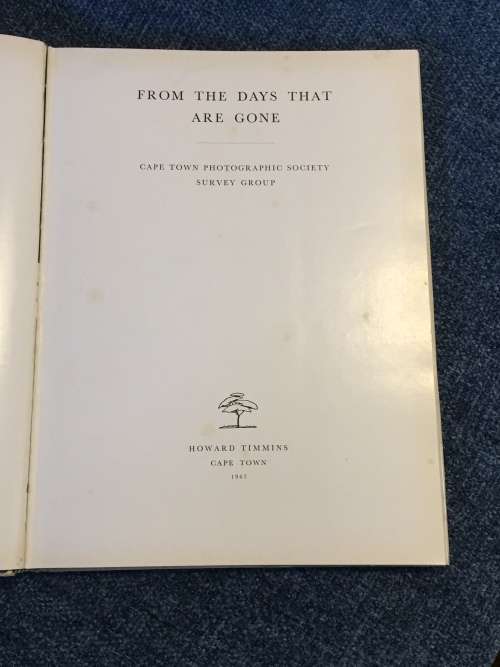 FROM THE DAYS THAT
ARE GONE
CAPE TOWN PHOTOGRAPHIC SOCIETY
SURVEY GROUP
HOWARD TIMMINS
CAPE TOWN